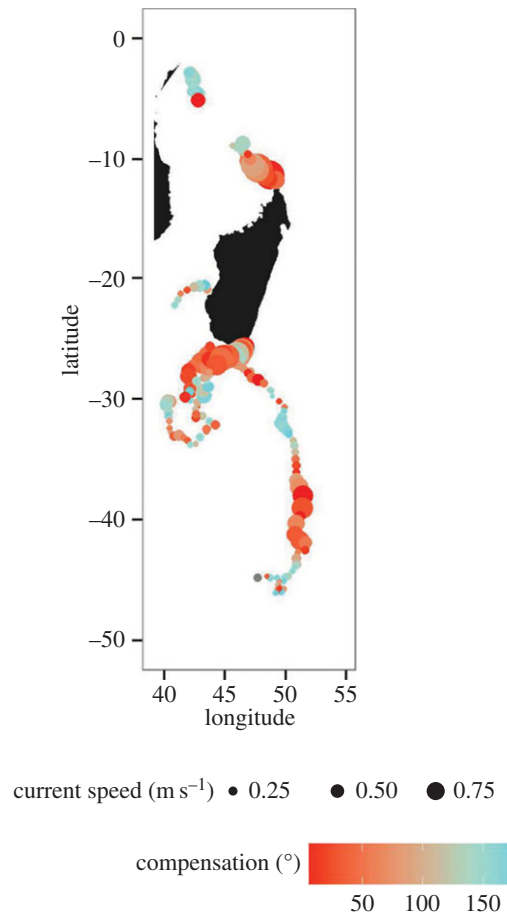 0
−10
−20
−30
−40
−50
latitude
40 45 50 55
longitude
current speed (m s–1) 0.25 0.50 0.75
compensation (°)
50 100 150